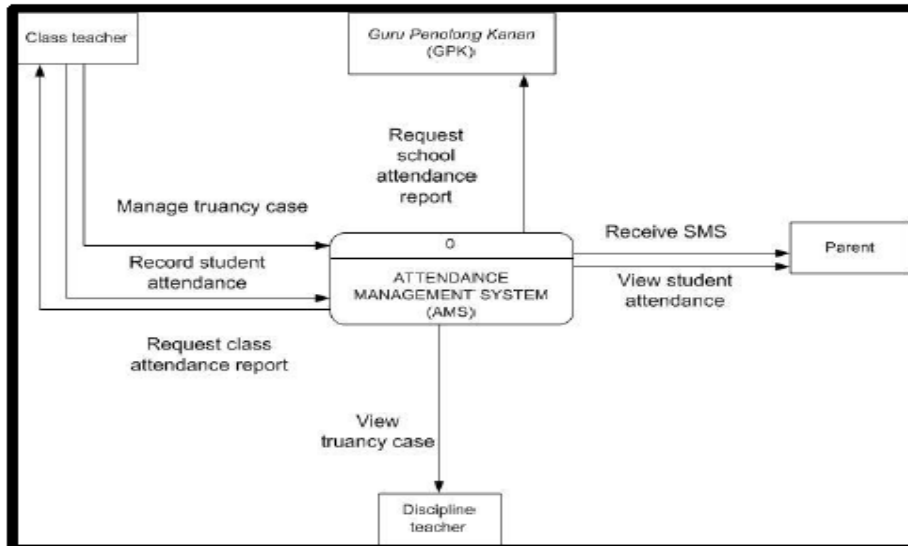 Class teacher
Guru Penolong Kanan
(GPK)
Request
school
attendance
report
Manage truancy case
Record student
attendance
Request class
attendance report
0
ATTENDANCE
MANAGEMENT SYSTEM
(AMS)
Receive SMS
View student
attendance
Parent
View
truancy case
Discipline
teacher